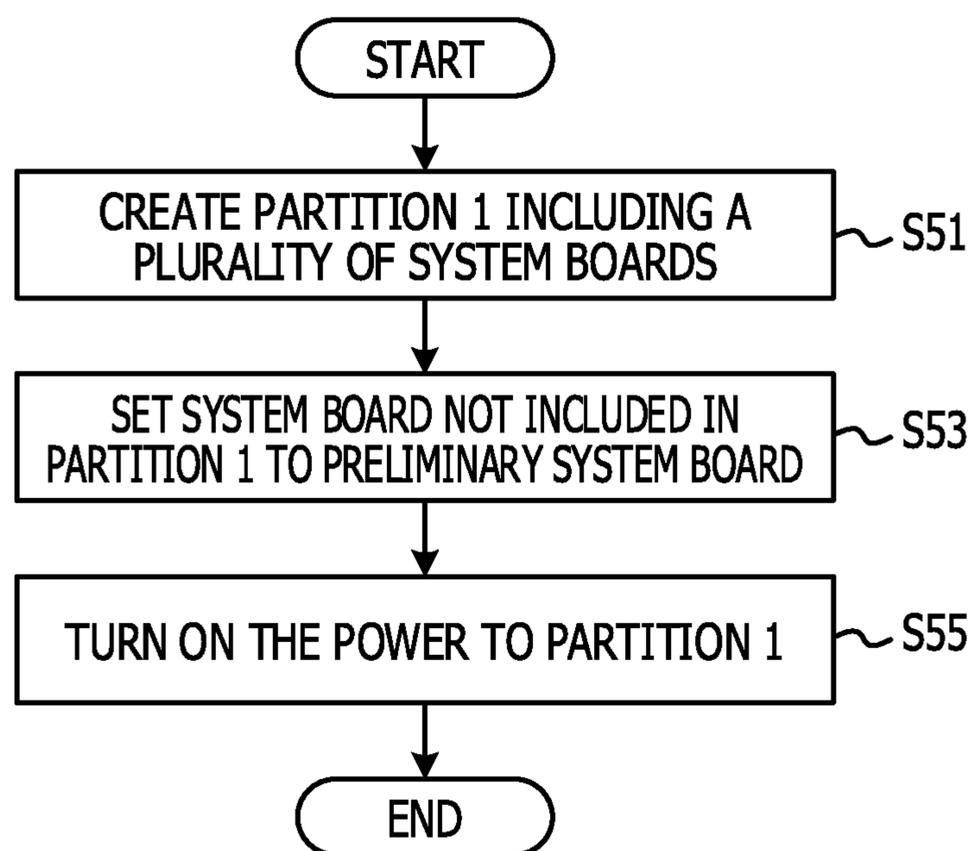 START
CREATE PARTITION 1 INCLUDING A
PLURALITY OF SYSTEM BOARDS
S51
SET SYSTEM BOARD NOT INCLUDED IN
PARTITION 1 TO PRELIMINARY SYSTEM BOARD
S53
TURN ON THE POWER TO PARTITION 1
S55
END